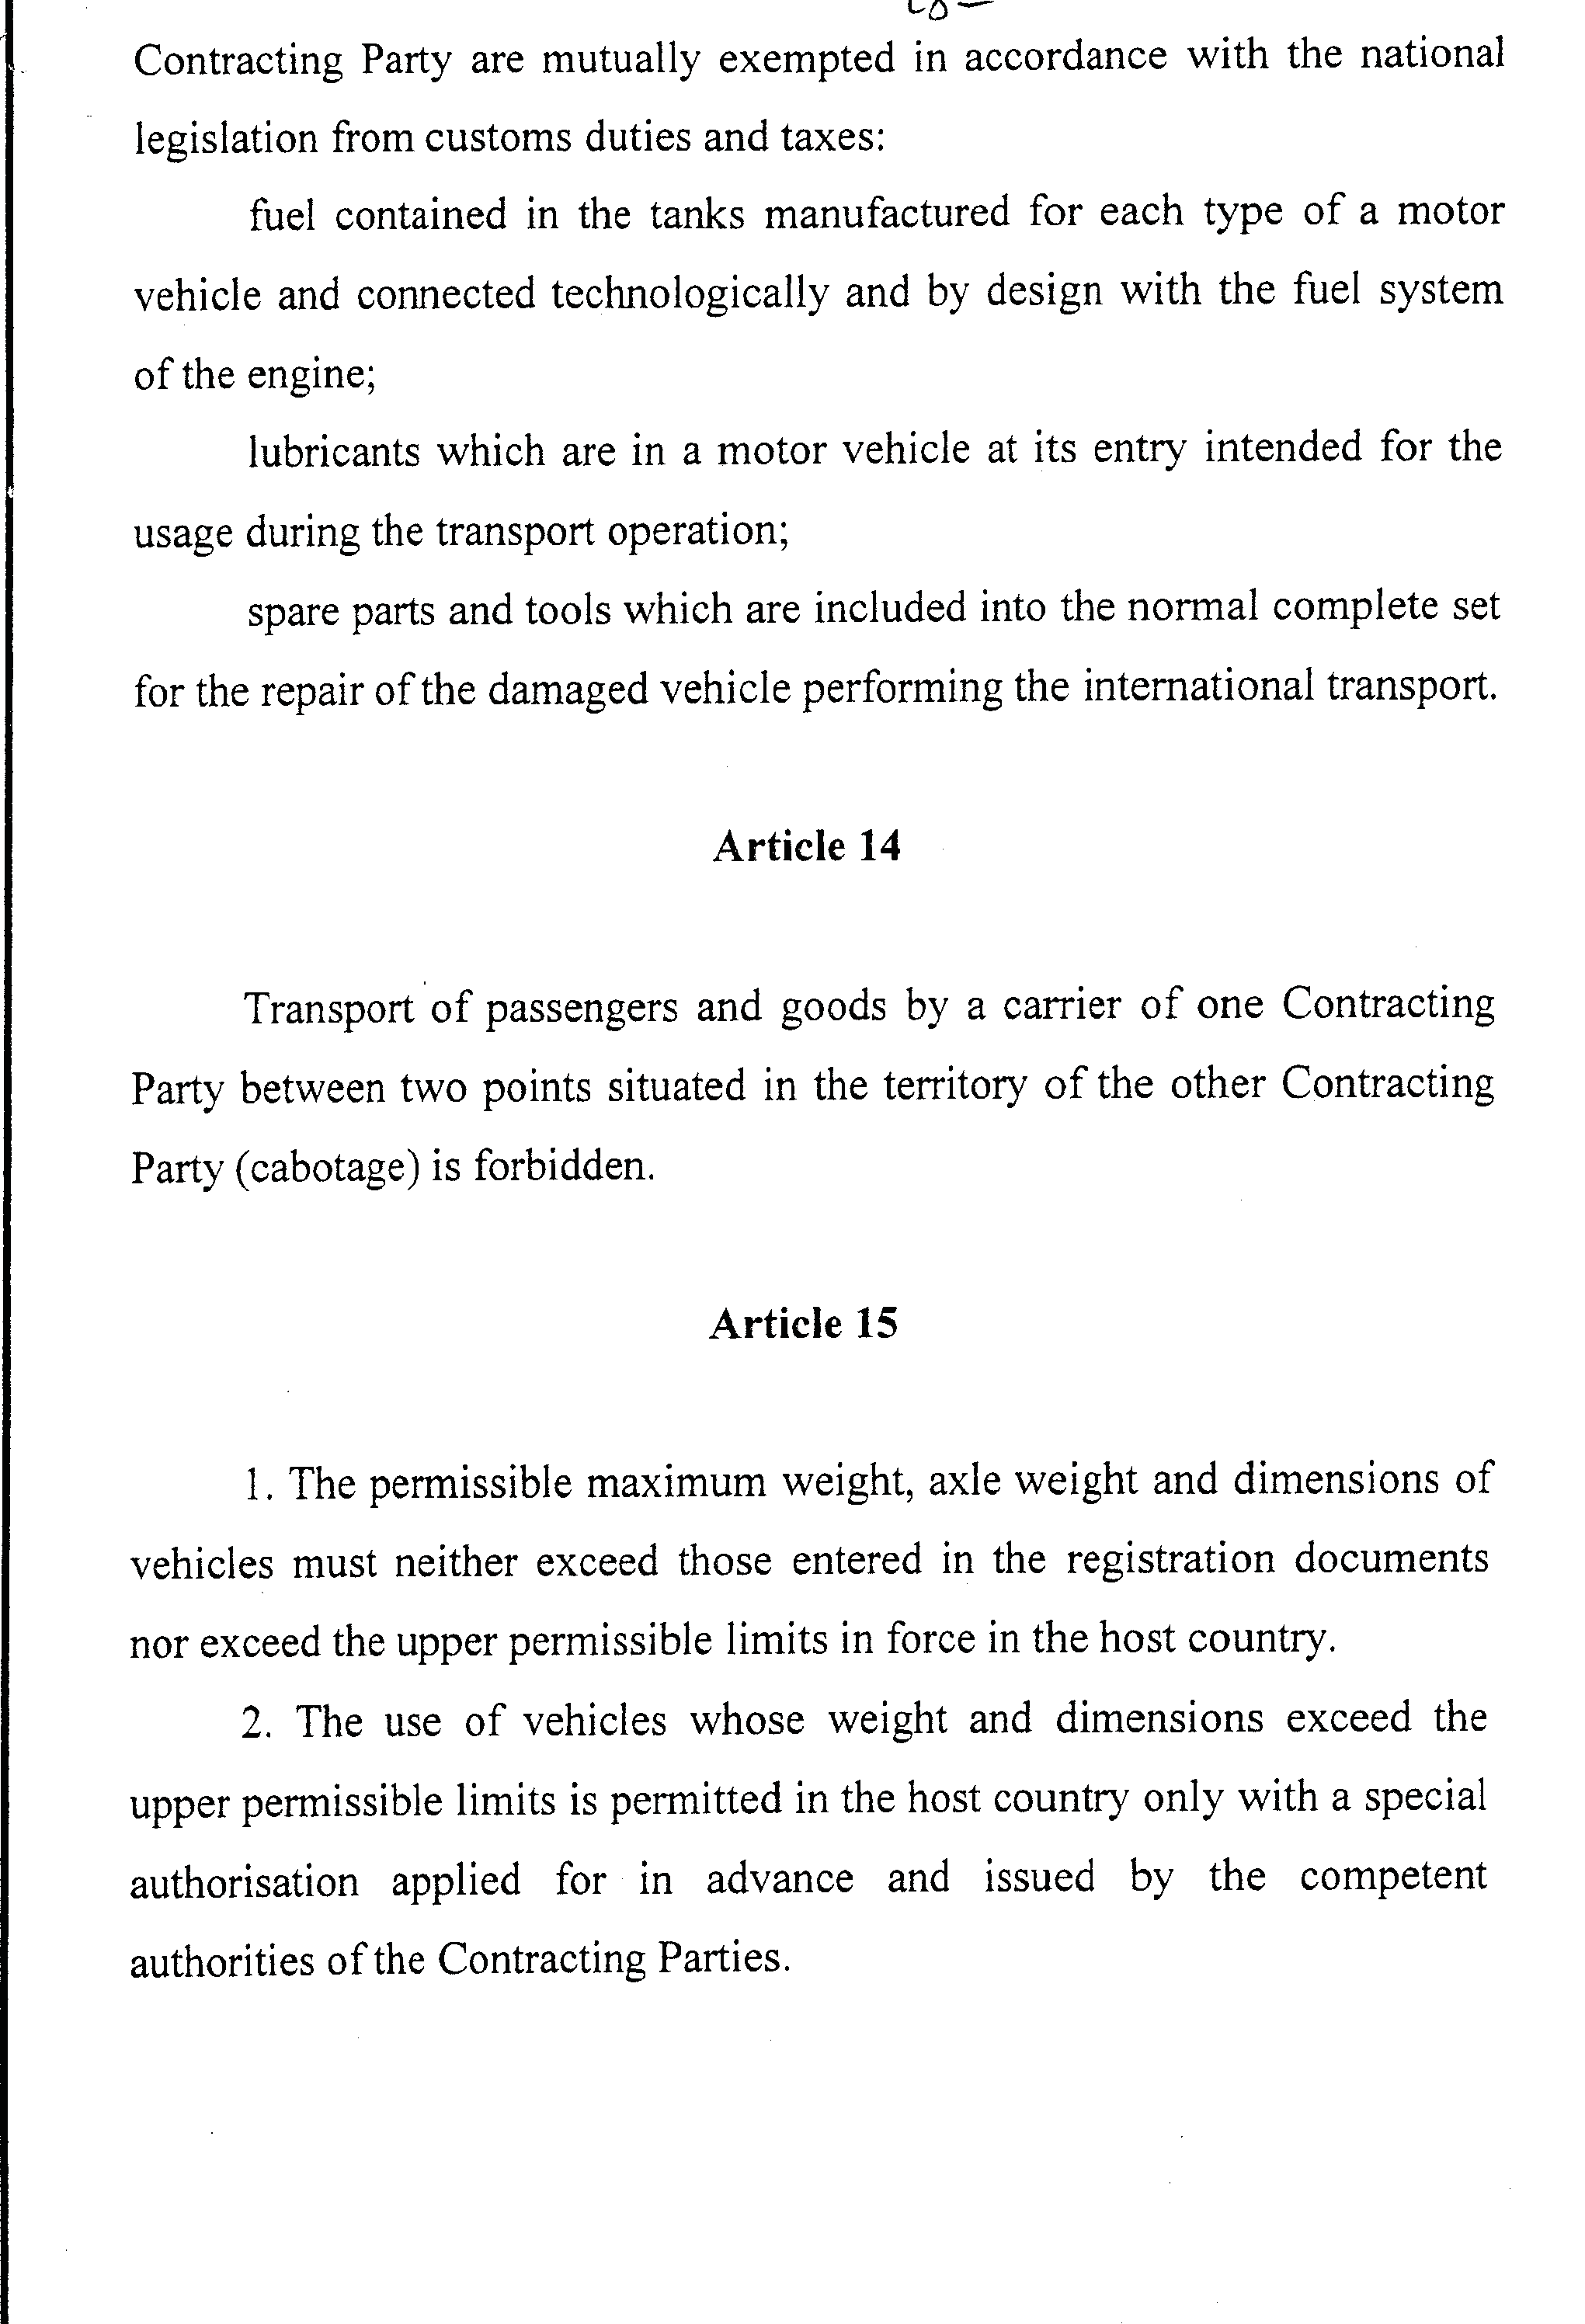 Contracting Party are mutually exempted in accordance with the national
legislation from customs duties and taxes:
fuel contained in the tanks manufactured for each type of a motor
vehicle and connected technologically and by design with the fuel system
of the engine;
lubricants which are in a motor vehicle at its entry intended for the
usage during the transport operation;
spare parts and tools which are included into the normal complete set
for the repair of the damaged vehicle performing the international transport.
Article 14
Transport of passengers and goods by a carrier of one Contracting
Party between two points situated in the territory of the other Contracting
Party (cabotage) is forbidden.
Article 15
1. The permissible maximum weight, axle weight and dimensions of
vehicles must neither exceed those entered in the registration documents
nor exceed the upper permissible limits in force in the host country.
2. The use of vehicles whose weight and dimensions exceed the
upper permissible limits is permitted in the host country only with a special
authorisation applied for in advance and issued by the competent
authorities of the Contracting Parties.